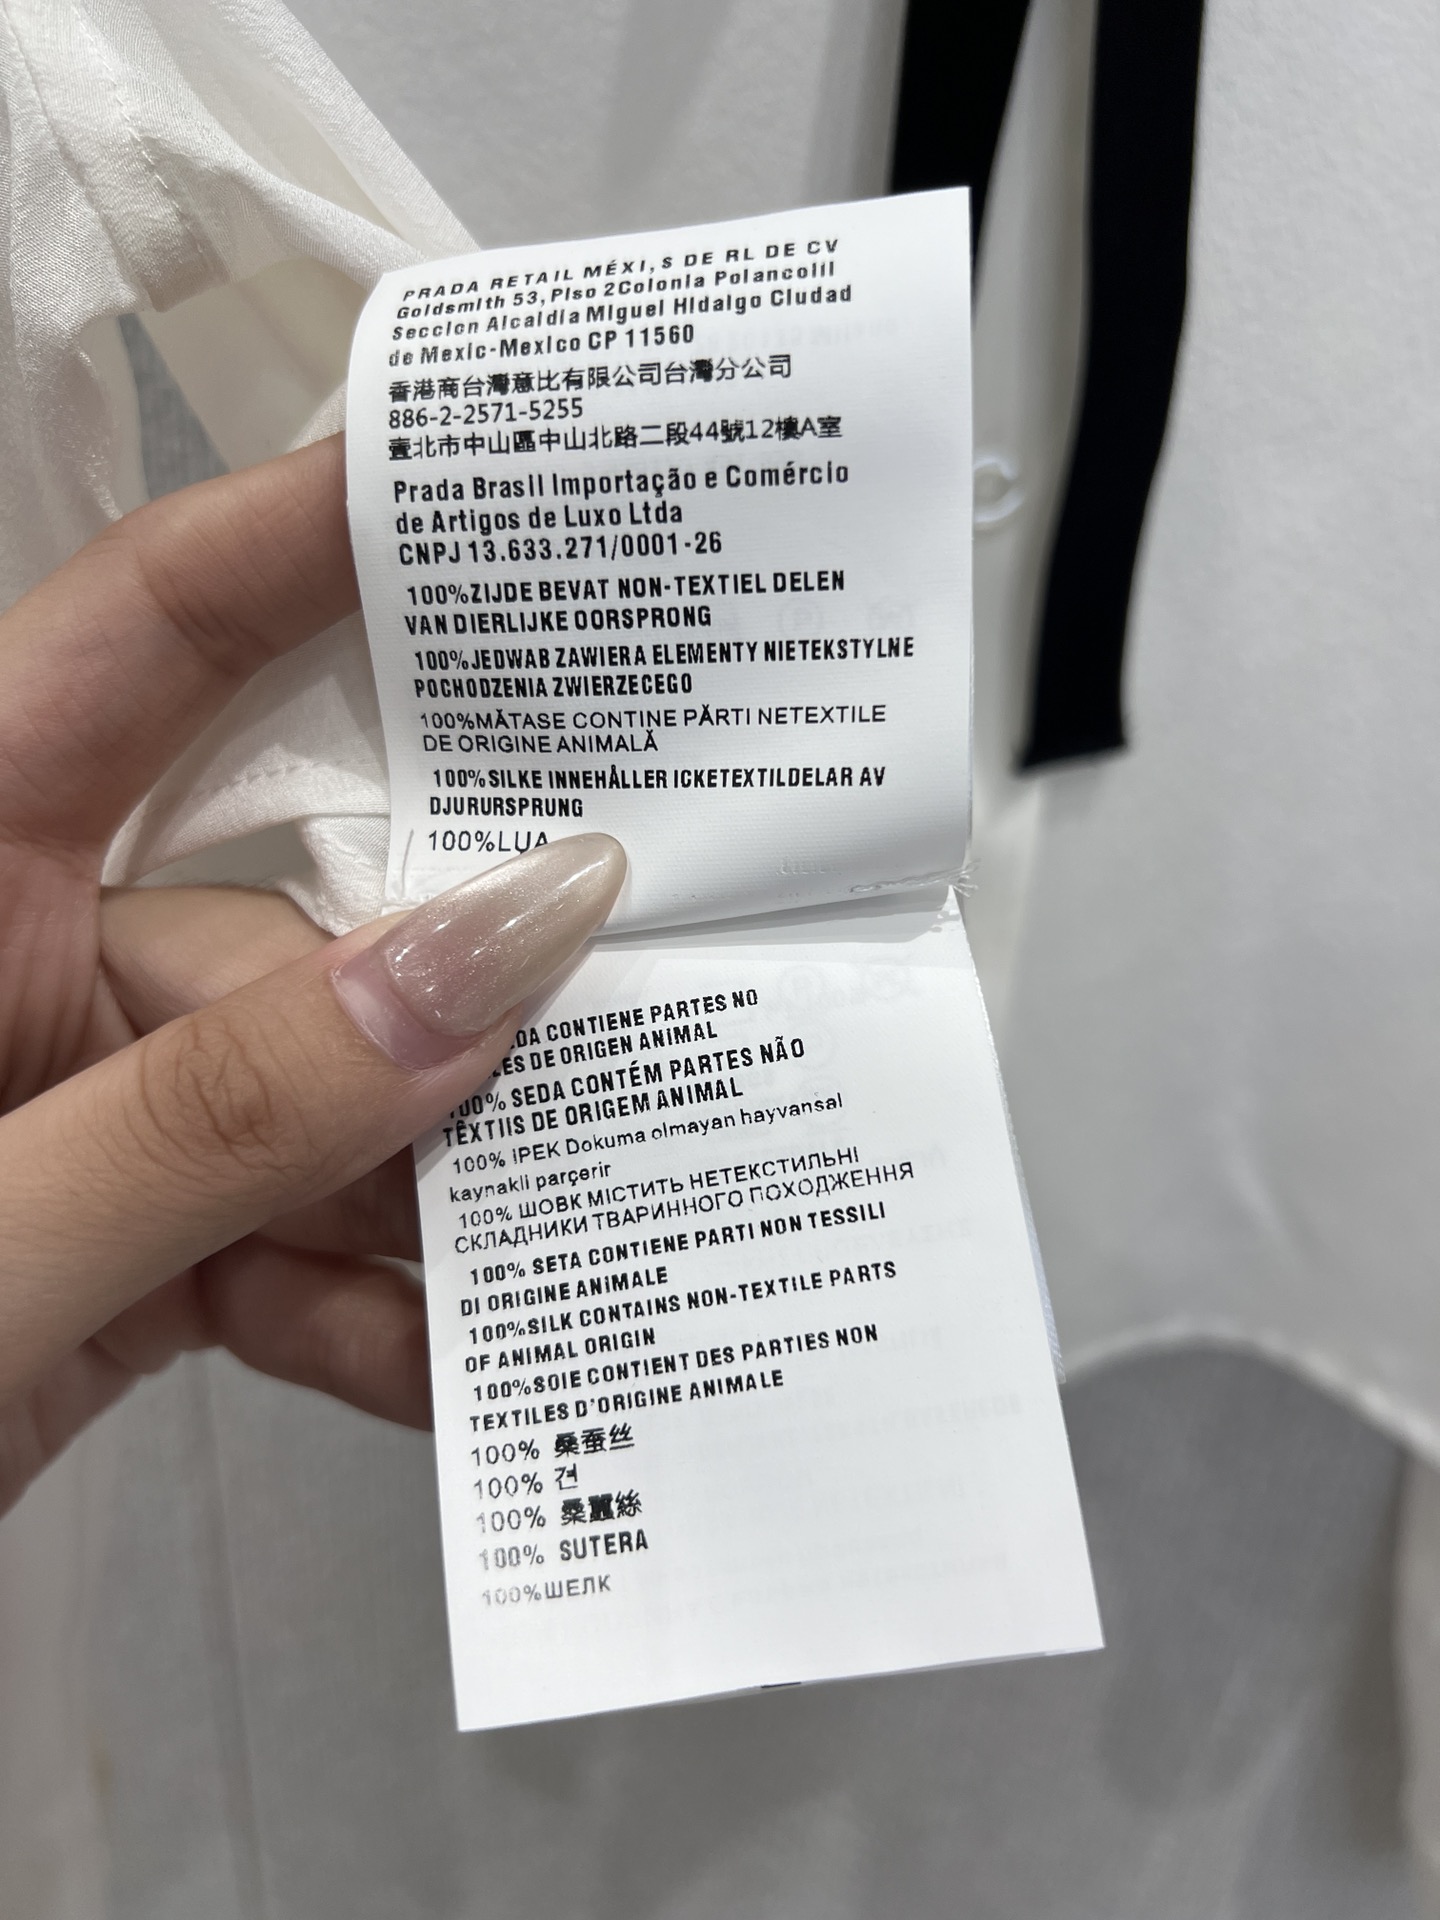 PRADA RETAIL MÉXI,S DE RL DE CV
Goldsmith 53,Piso 2Colonia PolancoIII
Seccion Alcaldia Miguel Hidalgo Ciudad
de Mexic-Mexico CP 11560
香港商台灣意比有限公司台灣分公司
886-2-2571-5255
臺北市中山區中山北路二段44號12樓A室
Prada Brasil Importação e Comércio
de Artigos de Luxo Ltda
CNPJ 13.633.271/0001-26
100%ZIJDE BEVAT NON-TEXTIEL DELEN
VAN DIERLIJKE OORSPRONG
100%JEDWAB ZAWIERA ELEMENTY NIETEKSTYLNE
POCHODZENIA ZWIERZECEGO
100%MĂTASE CONTINE PĂRTI NETEXTILE
DE ORIGINE ANIMALĂ
100%SILKE INNEHÅLLER ICKETEXTILDELAR AV
DJURURSPRUNG
100%LỤA
CONTIENE PARTES NO
DE ORIGEN ANIMAL
100% SEDA CONTÉM PARTES NÃO
TÊXTIIS DE ORIGEM ANIMAL
100% İPEK Dokuma olmayan hayvansal
kaynakli parçerir
100% ШОВК МІСТИТЬ НЕТЕКСТИЛЬНІ
СКЛАДНИКИ ТВАРИННОГО ПОХОДЖЕННЯ
100% SETA CONTIENE PARTI NON TESSILI
DI ORIGINE ANIMALE
100%SILK CONTAINS NON-TEXTILE PARTS
OF ANIMAL ORIGIN
100%SOIE CONTIENT DES PARTIES NON
TEXTILES D'ORIGINE ANIMALE
100% 桑蚕丝
100% 견
100% 桑蠶絲
100% SUTERA
100%ШЕЛК